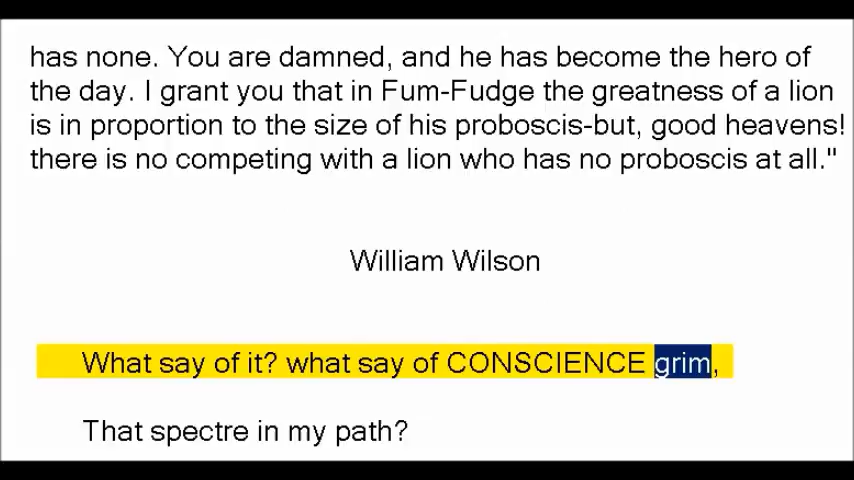 has none. You are damned, and he has become the hero of
the day. I grant you that in Fum-Fudge the greatness of a lion
is in proportion to the size of his proboscis-but, good heavens!
there is no competing with a lion who has no proboscis at all."
William Wilson
What say of it? what say of CONSCIENCE grim,
That spectre in my path?